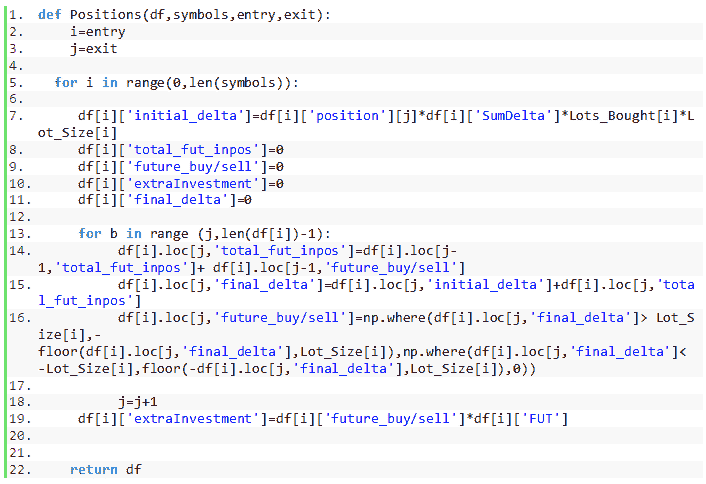 1. def Positions(df,symbols,entry,exit):
2.     i=entry
3.     j=exit
4.
5.   for i in range(0,len(symbols)):
6.
7.      df[i]['initial_delta']=df[i]['position'][j]*df[i]['SumDelta']*Lots_Bought[i]*L
ot_Size[i]
8.      df[i]['total_fut_inpos']=0
9.      df[i]['future_buy/sell']=0
10.      df[i]['extraInvestment']=0
11.      df[i]['final_delta']=0
12.
13.      for b in range (j,len(df[i])-1):
14.           df[i].loc[j,'total_fut_inpos']=df[i].loc[j-
1,'total_fut_inpos']+ df[i].loc[j-1,'future_buy/sell']
15.           df[i].loc[j,'final_delta']=df[i].loc[j,'initial_delta']+df[i].loc[j,'tota
l_fut_inpos']
16.           df[i].loc[j,'future_buy/sell']=np.where(df[i].loc[j,'final_delta']> Lot_S
ize[i],-
floor(df[i].loc[j,'final_delta'],Lot_Size[i]),np.where(df[i].loc[j,'final_delta']<
-Lot_Size[i],floor(-df[i].loc[j,'final_delta'],Lot_Size[i]),0))
17.
18.           j=j+1
19.      df[i]['extraInvestment']=df[i]['future_buy/sell']*df[i]['FUT']
20.
21.
22.     return df